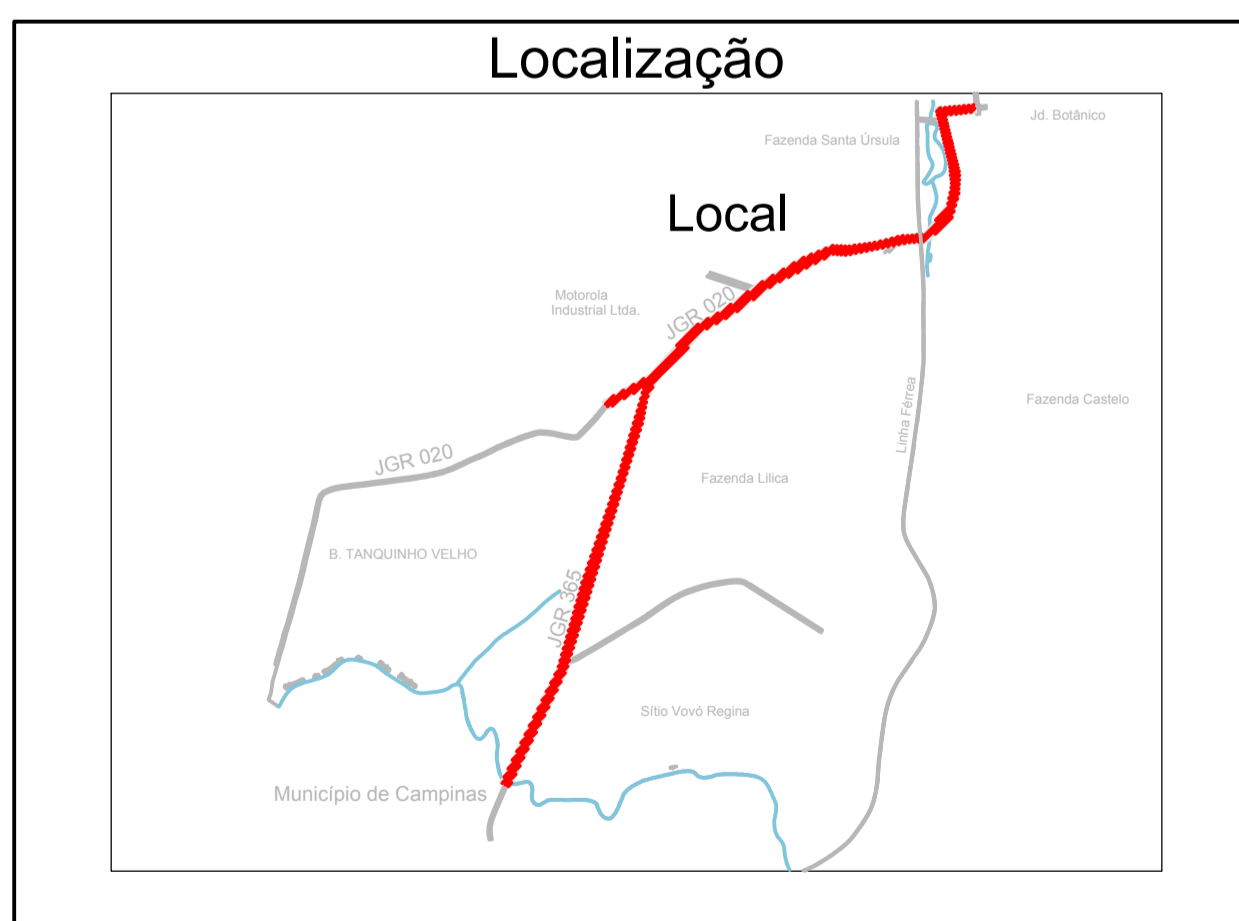 Localização
Jd. Botânico
Fazenda Santa Úrsula
Local
Motorola
Industrial Ltda.
JGR 020
Linha Férrea
Fazenda Castelo
JGR 020
Fazenda Lilica
B. TANQUINHO VELHO
JGR 365
Sítio Vovó Regina
Município de Campinas